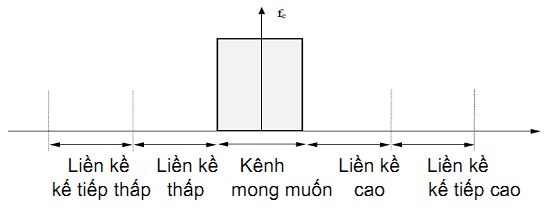 fc
Liền kề
kế tiếp thấp
Liền kề
thấp
Kênh
mong muốn
Liền kề
cao
Liền kề
kế tiếp cao